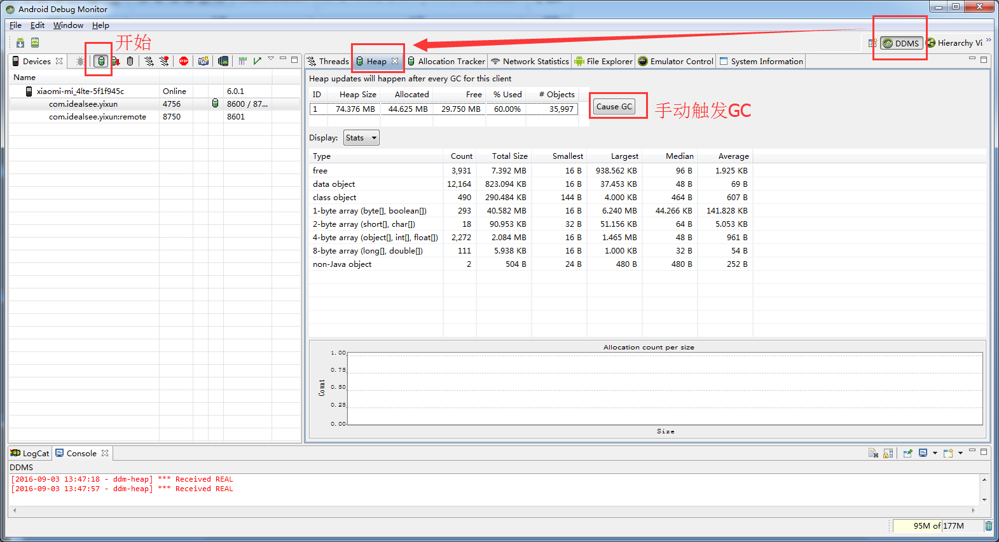 Android Debug Monitor
File Edit Window Help
开始
DDMS
Hierarchy Vi
Devices
Threads Heap Allocation Tracker Network Statistics File Explorer Emulator Control System Information
Name
xiaomi-mi_4lte-5f1f945c Online 6.0.1
com.idealsee.yixun 4756 8600 / 87...
com.idealsee.yixun:remote 8750 8601
Heap updates will happen after every GC for this client
ID Heap Size Allocated Free % Used # Objects
1 74.376 MB 44.625 MB 29.750 MB 60.00% 35,997
Cause GC
手动触发GC
Display: Stats
Type Count Total Size Smallest Largest Median Average
free 3,931 7.392 MB 16 B 938.562 KB 96 B 1.925 KB
data object 12,164 823.094 KB 16 B 37.453 KB 48 B 69 B
class object 490 290.484 KB 144 B 4.000 KB 464 B 607 B
1-byte array (byte[], boolean[]) 293 40.582 MB 16 B 6.240 MB 44.266 KB 141.828 KB
2-byte array (short[], char[]) 18 90.953 KB 32 B 51.156 KB 64 B 5.053 KB
4-byte array (object[], int[], float[]) 2,272 2.084 MB 16 B 1.465 MB 48 B 961 B
8-byte array (long[], double[]) 111 5.938 KB 16 B 1.000 KB 32 B 54 B
non-Java object 2 504 B 24 B 480 B 480 B 252 B
Allocation count per size
1.00
0.75
0.50
0.25
0.00
Count
Size
LogCat Console
DDMS
[2016-09-03 13:47:18 - ddm-heap] *** Received REAL
[2016-09-03 13:47:57 - ddm-heap] *** Received REAL
95M of 177M